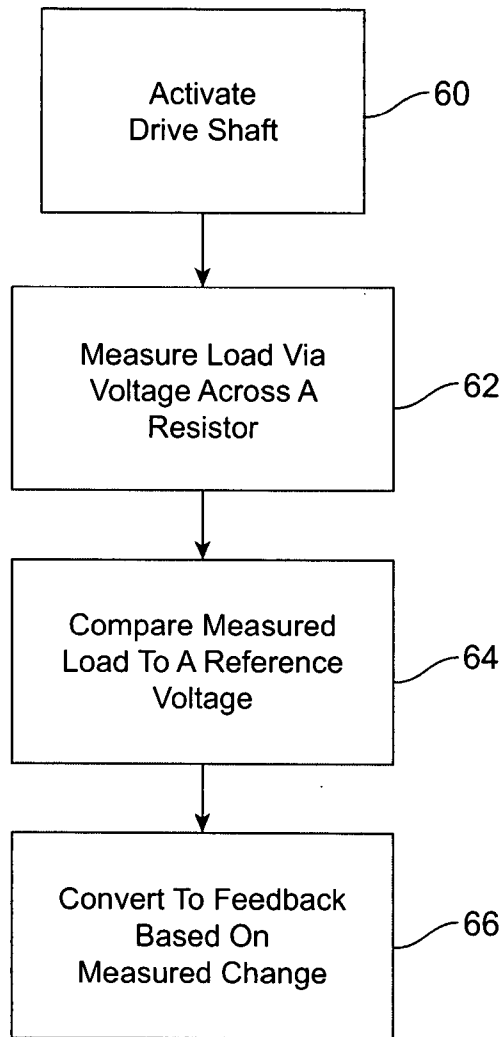 Activate
Drive Shaft
60
Measure Load Via
Voltage Across A
Resistor
62
Compare Measured
Load To A Reference
Voltage
64
Convert To Feedback
Based On
Measured Change
66